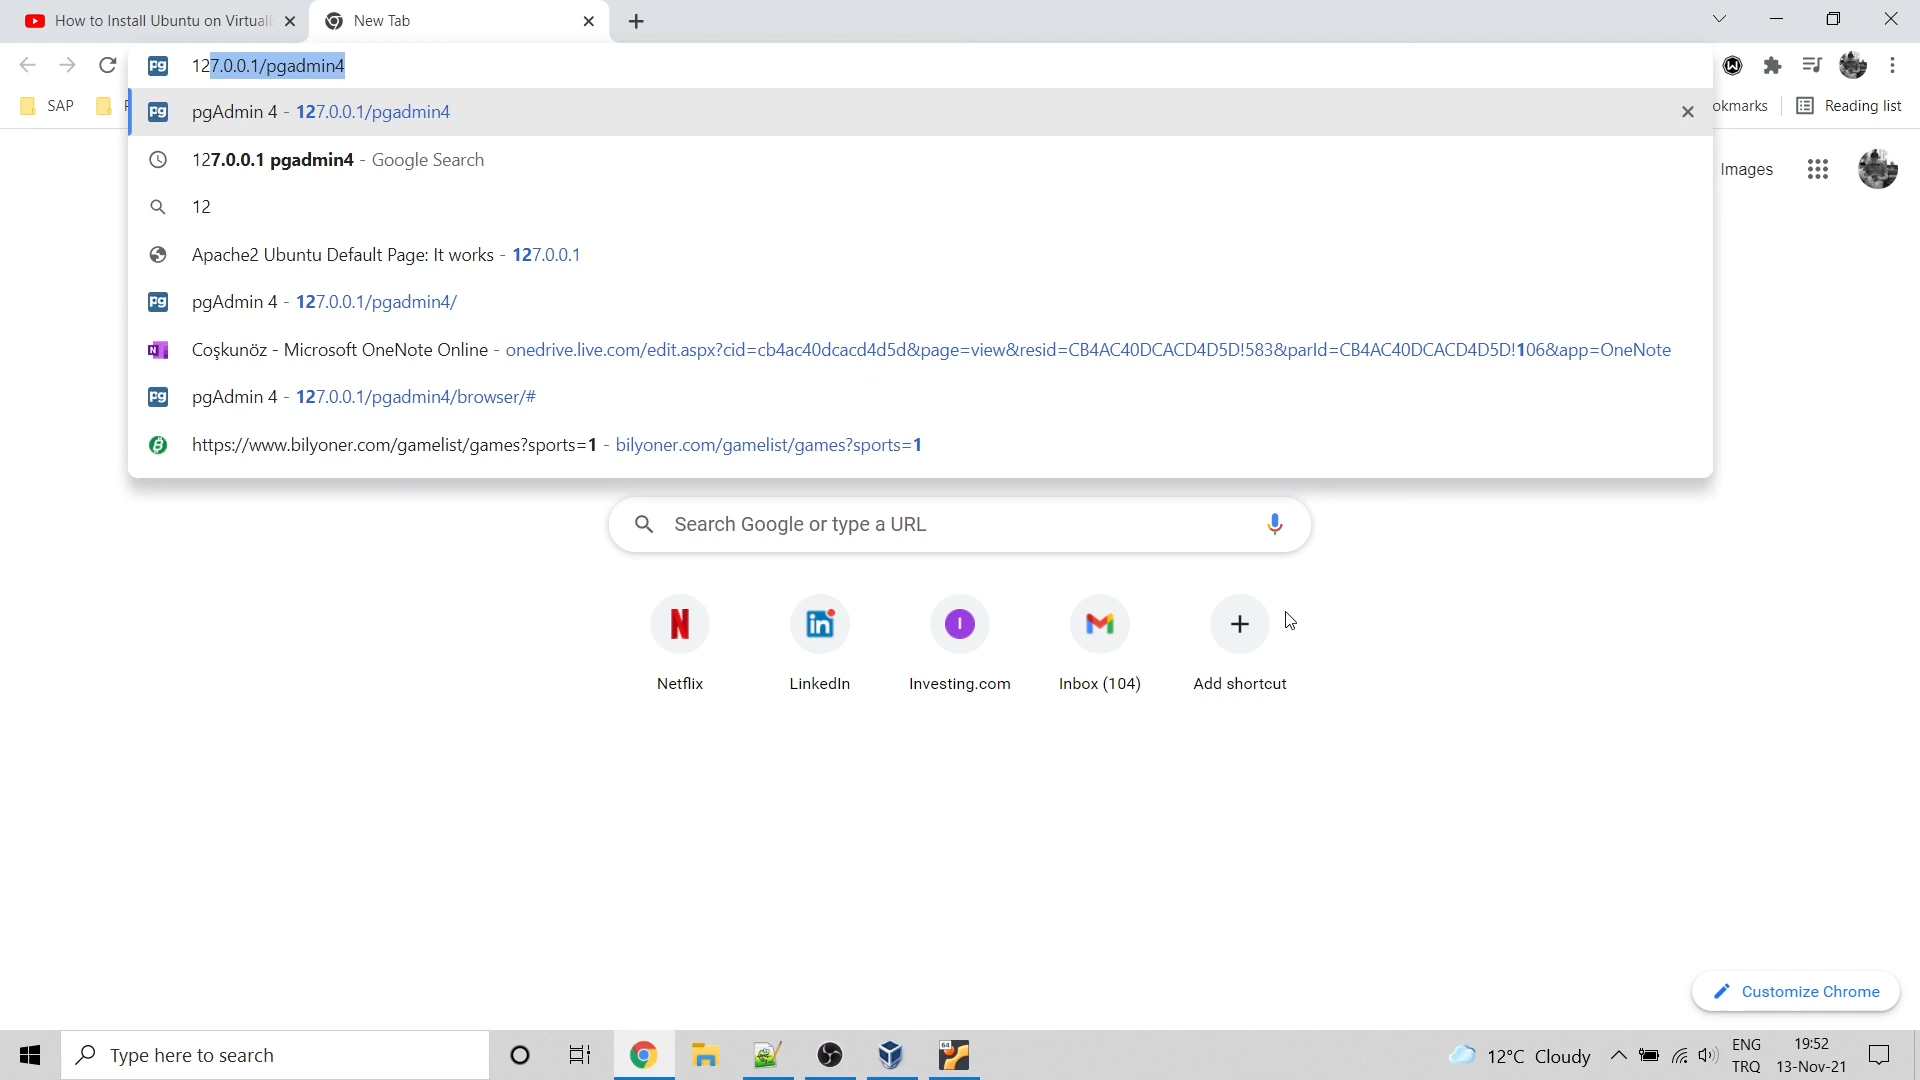 How to Install Ubuntu on Virtual
New Tab
127.0.0.1/pgadmin4
SAP
okmarks
Reading list
pgAdmin 4 - 127.0.0.1/pgadmin4
127.0.0.1 pgadmin4 - Google Search
Images
12
Apache2 Ubuntu Default Page: It works - 127.0.0.1
pgAdmin 4 - 127.0.0.1/pgadmin4/
Coşkunöz - Microsoft OneNote Online - onedrive.live.com/edit.aspx?cid=cb4ac40dcacd4d5d&page=view&resid=CB4AC40DCACD4D5D!583&parId=CB4AC40DCACD4D5D!106&app=OneNote
pgAdmin 4 - 127.0.0.1/pgadmin4/browser/#
https://www.bilyoner.com/gamelist/games?sports=1 - bilyoner.com/gamelist/games?sports=1
Search Google or type a URL
Netflix
LinkedIn
Investing.com
Inbox (104)
Add shortcut
Customize Chrome
Type here to search
12°C Cloudy
ENG
TRQ
19:52
13-Nov-21